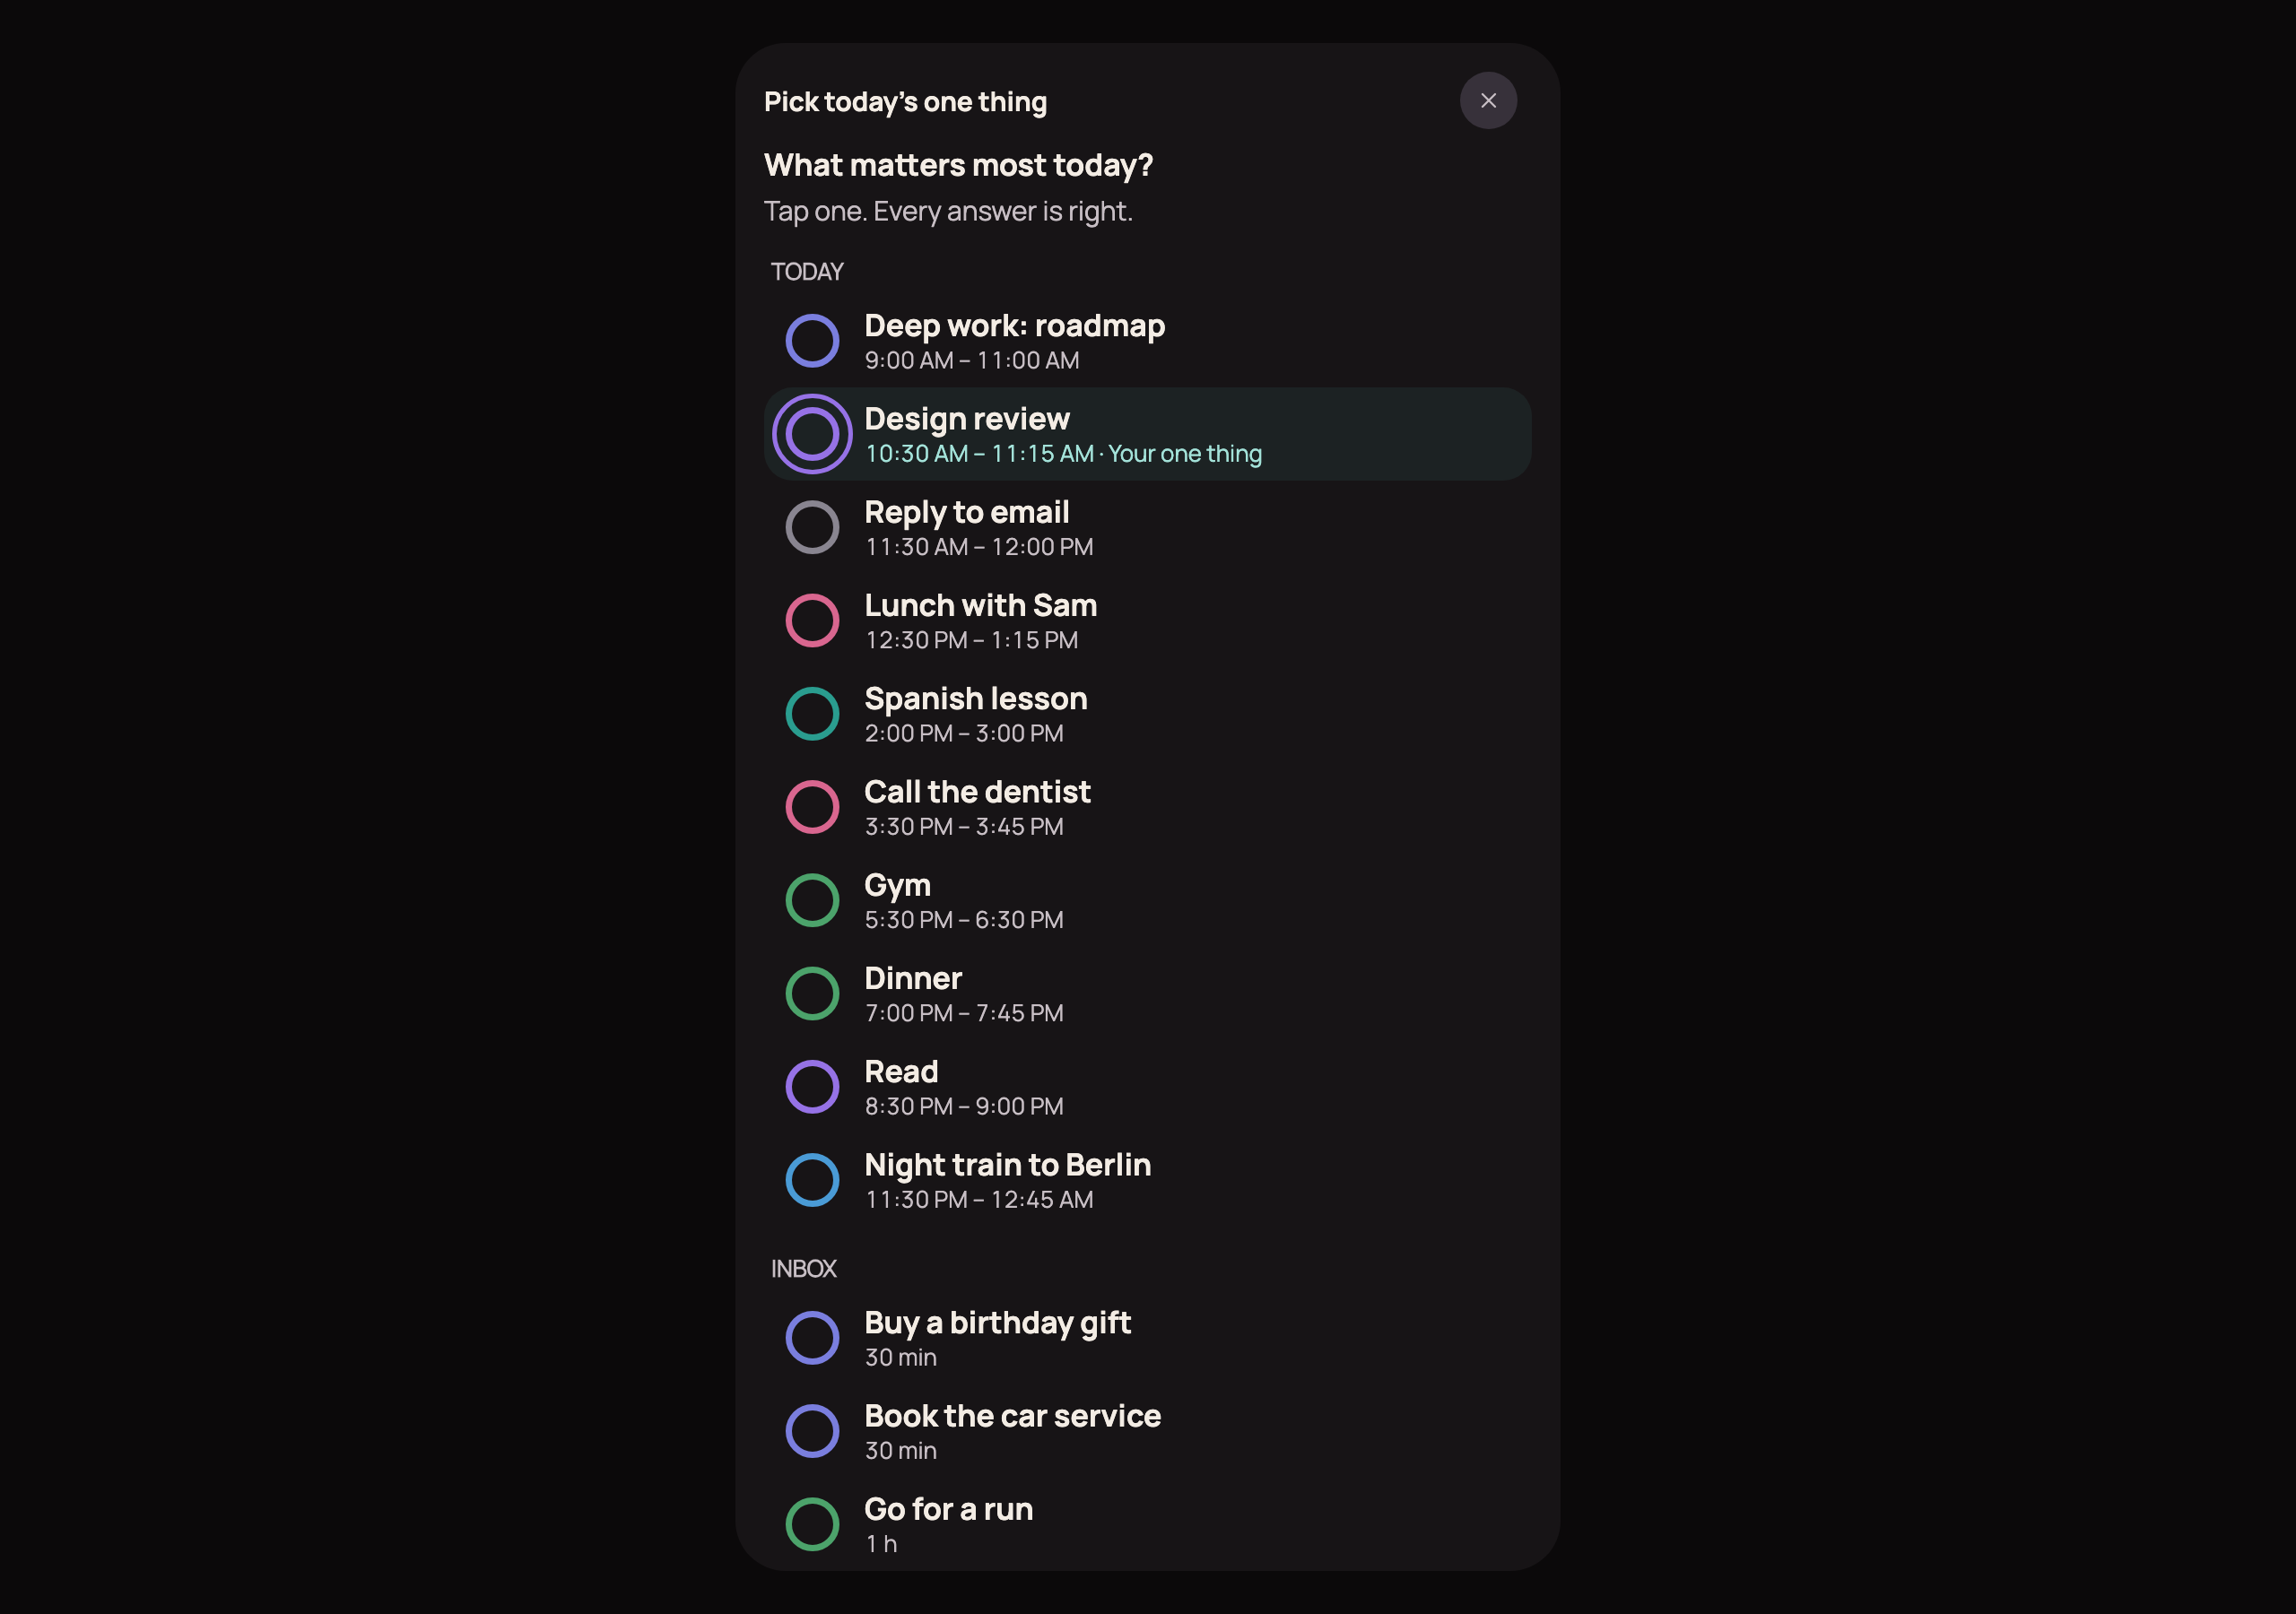 Pick today’s one thing
What matters most today?
Tap one. Every answer is right.
TODAY
Deep work: roadmap
9:00 AM – 11:00 AM
Design review
10:30 AM – 11:15 AM · Your one thing
Reply to email
11:30 AM – 12:00 PM
Lunch with Sam
12:30 PM – 1:15 PM
Spanish lesson
2:00 PM – 3:00 PM
Call the dentist
3:30 PM – 3:45 PM
Gym
5:30 PM – 6:30 PM
Dinner
7:00 PM – 7:45 PM
Read
8:30 PM – 9:00 PM
Night train to Berlin
11:30 PM – 12:45 AM
INBOX
Buy a birthday gift
30 min
Book the car service
30 min
Go for a run
1 h